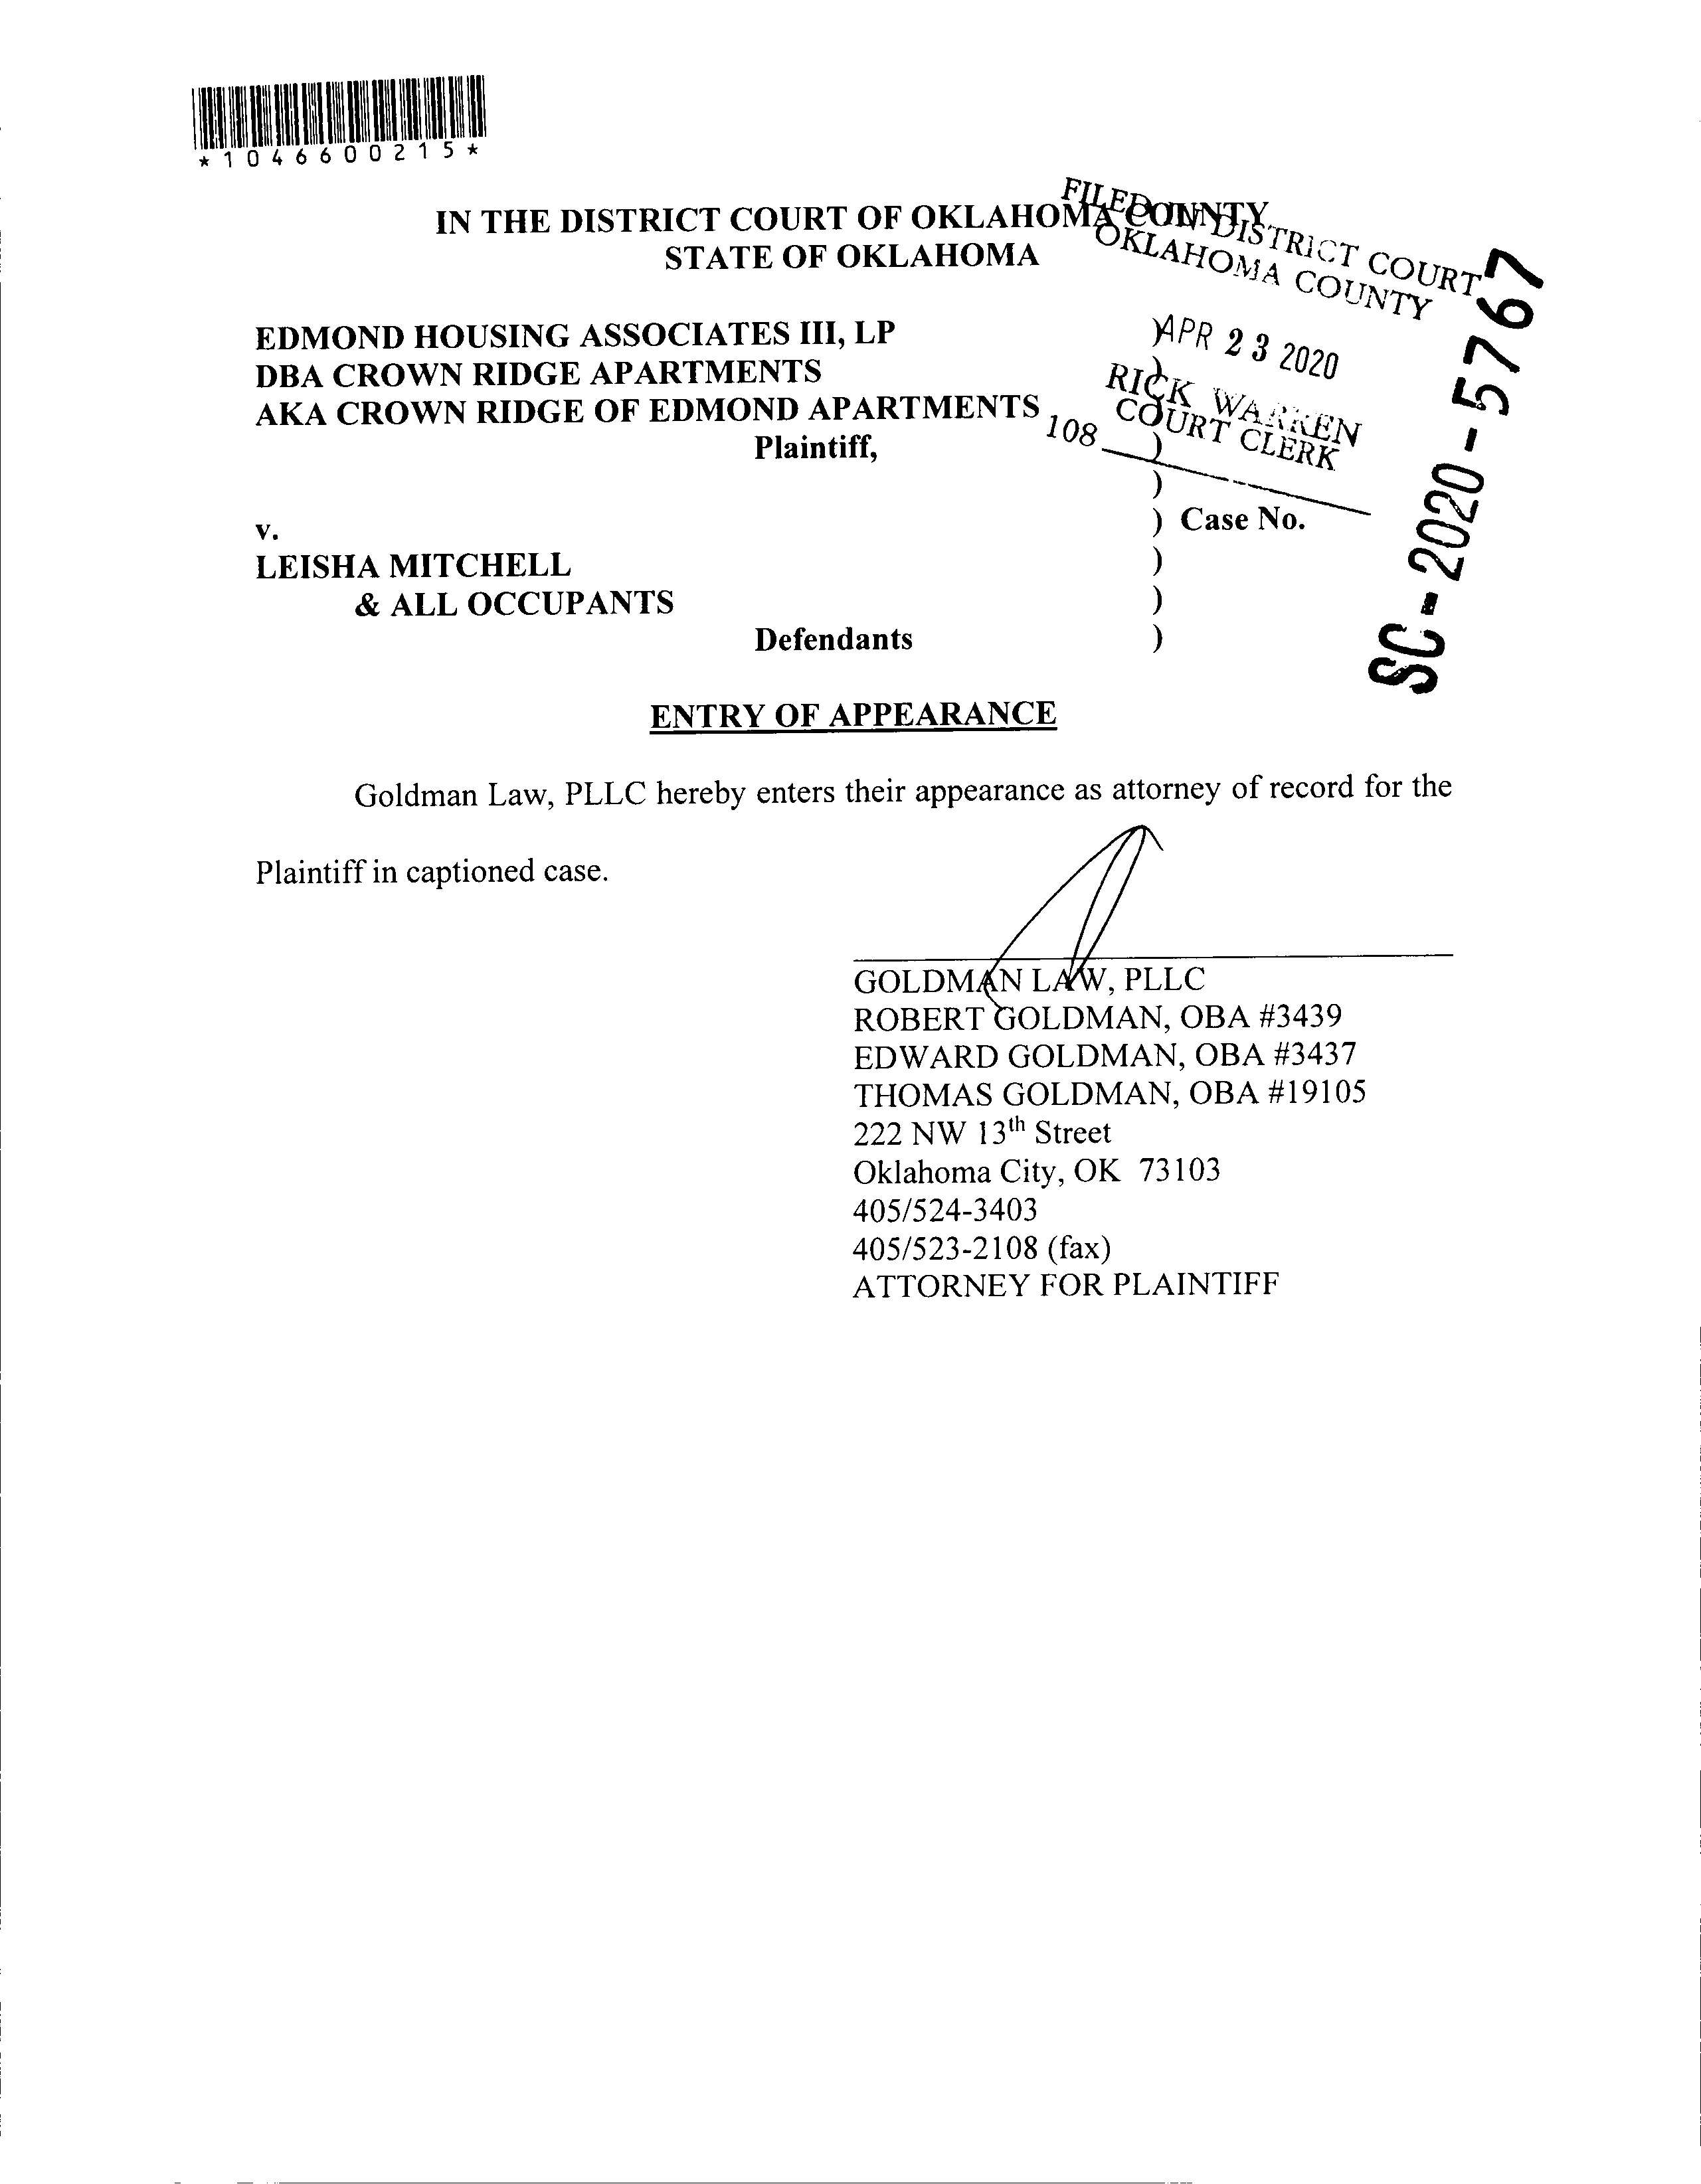 *1046600215*
IN THE DISTRICT COURT OF OKLAHOMA COUNTY
STATE OF OKLAHOMA
FILED IN DISTRICT COURT
OKLAHOMA COUNTY
APR 23 2020
RICK WARREN
COURT CLERK
108
SC-2020-5767
EDMOND HOUSING ASSOCIATES III, LP )
DBA CROWN RIDGE APARTMENTS )
AKA CROWN RIDGE OF EDMOND APARTMENTS )
Plaintiff, )
)
v. ) Case No.
LEISHA MITCHELL )
& ALL OCCUPANTS )
Defendants )
ENTRY OF APPEARANCE
Goldman Law, PLLC hereby enters their appearance as attorney of record for the
Plaintiff in captioned case.
GOLDMAN LAW, PLLC
ROBERT GOLDMAN, OBA #3439
EDWARD GOLDMAN, OBA #3437
THOMAS GOLDMAN, OBA #19105
222 NW 13th Street
Oklahoma City, OK 73103
405/524-3403
405/523-2108 (fax)
ATTORNEY FOR PLAINTIFF